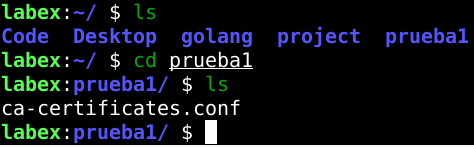 labex:~/ $ ls
Code  Desktop  golang  project  prueba1
labex:~/ $ cd prueba1
labex:prueba1/ $ ls
ca-certificates.conf
labex:prueba1/ $